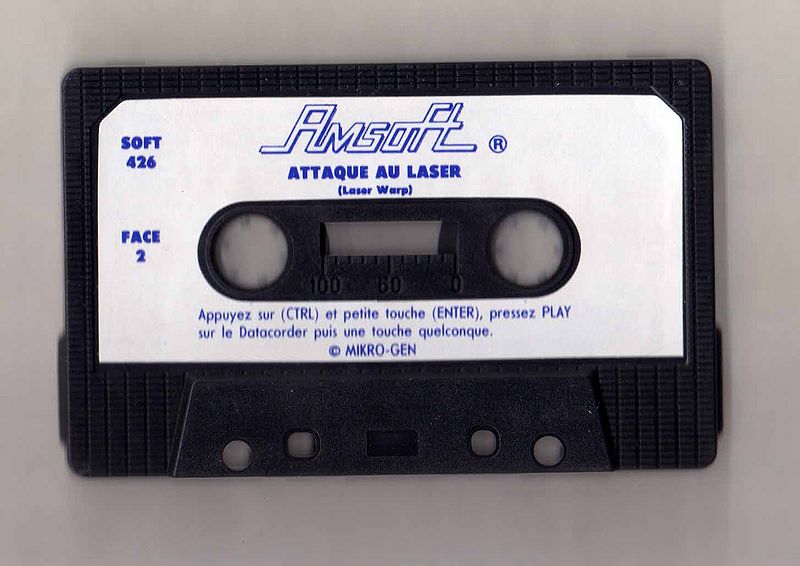 Amsoft ®
SOFT
426
ATTAQUE AU LASER
(Laser Warp)
FACE
2
100 60 0
Appuyez sur (CTRL) et petite touche (ENTER), pressez PLAY
sur le Datacorder puis une touche quelconque.
© MIKRO-GEN